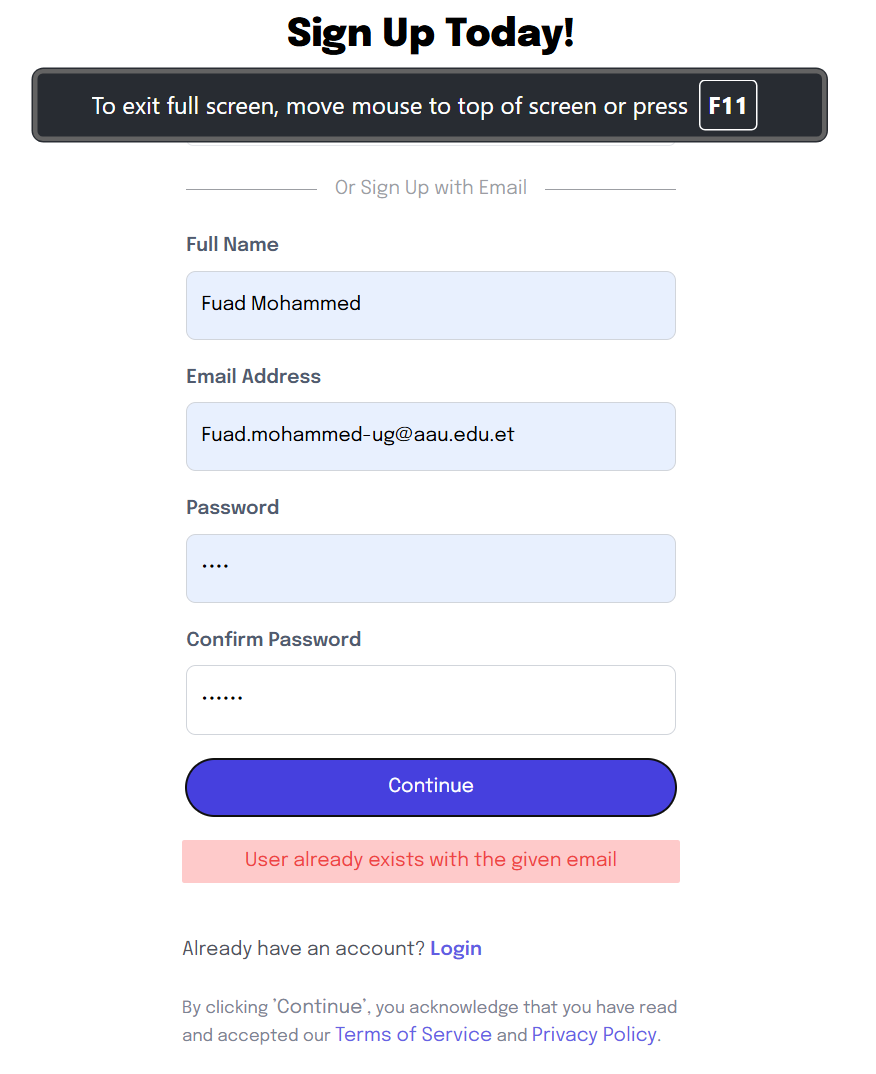 Sign Up Today!
To exit full screen, move mouse to top of screen or press F11
Or Sign Up with Email
Full Name
Fuad Mohammed
Email Address
Fuad.mohammed-ug@aau.edu.et
Password
····
Confirm Password
······
Continue
User already exists with the given email
Already have an account? Login
By clicking 'Continue', you acknowledge that you have read
and accepted our Terms of Service and Privacy Policy.